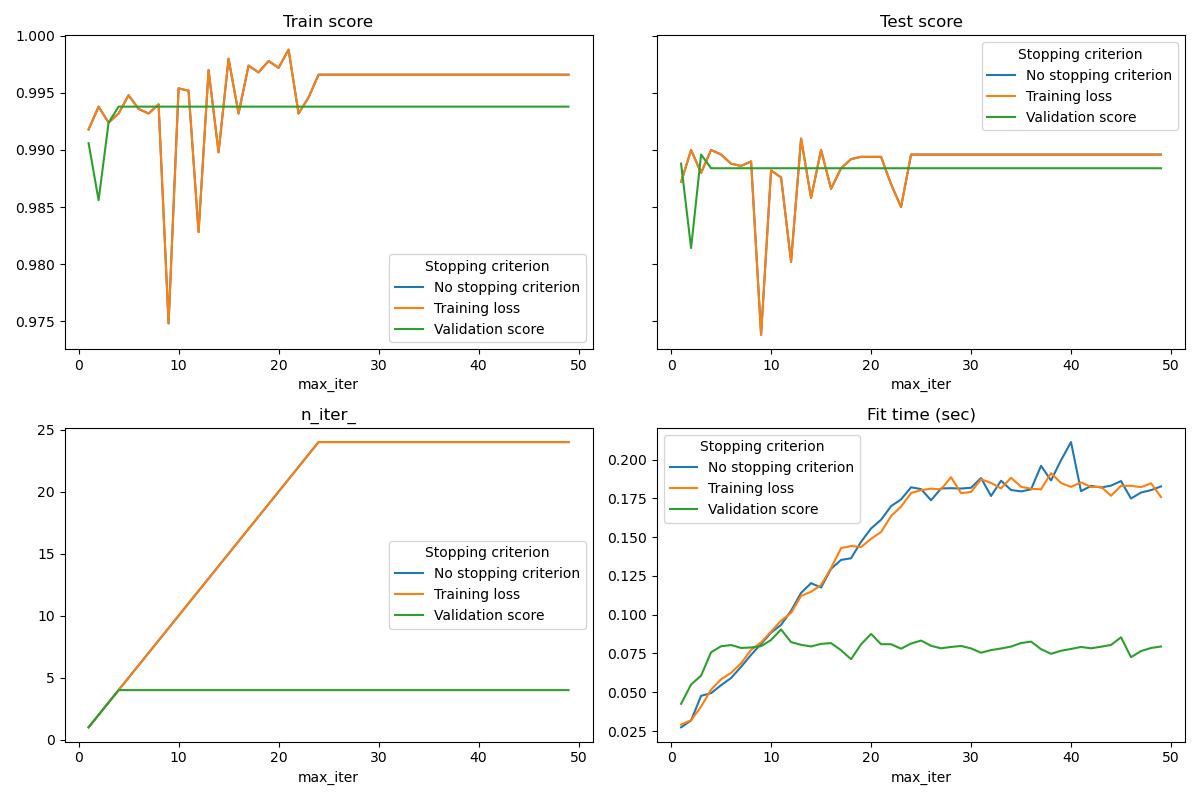 Train score
1.000
0.995
0.990
0.985
0.980
0.975
Stopping criterion
No stopping criterion
Training loss
Validation score
0 10 20 30 40 50
max_iter
Test score
Stopping criterion
No stopping criterion
Training loss
Validation score
0 10 20 30 40 50
max_iter
n_iter_
25
20
15
10
5
0
Stopping criterion
No stopping criterion
Training loss
Validation score
0 10 20 30 40 50
max_iter
Fit time (sec)
Stopping criterion
No stopping criterion
Training loss
Validation score
0.200
0.175
0.150
0.125
0.100
0.075
0.050
0.025
0 10 20 30 40 50
max_iter